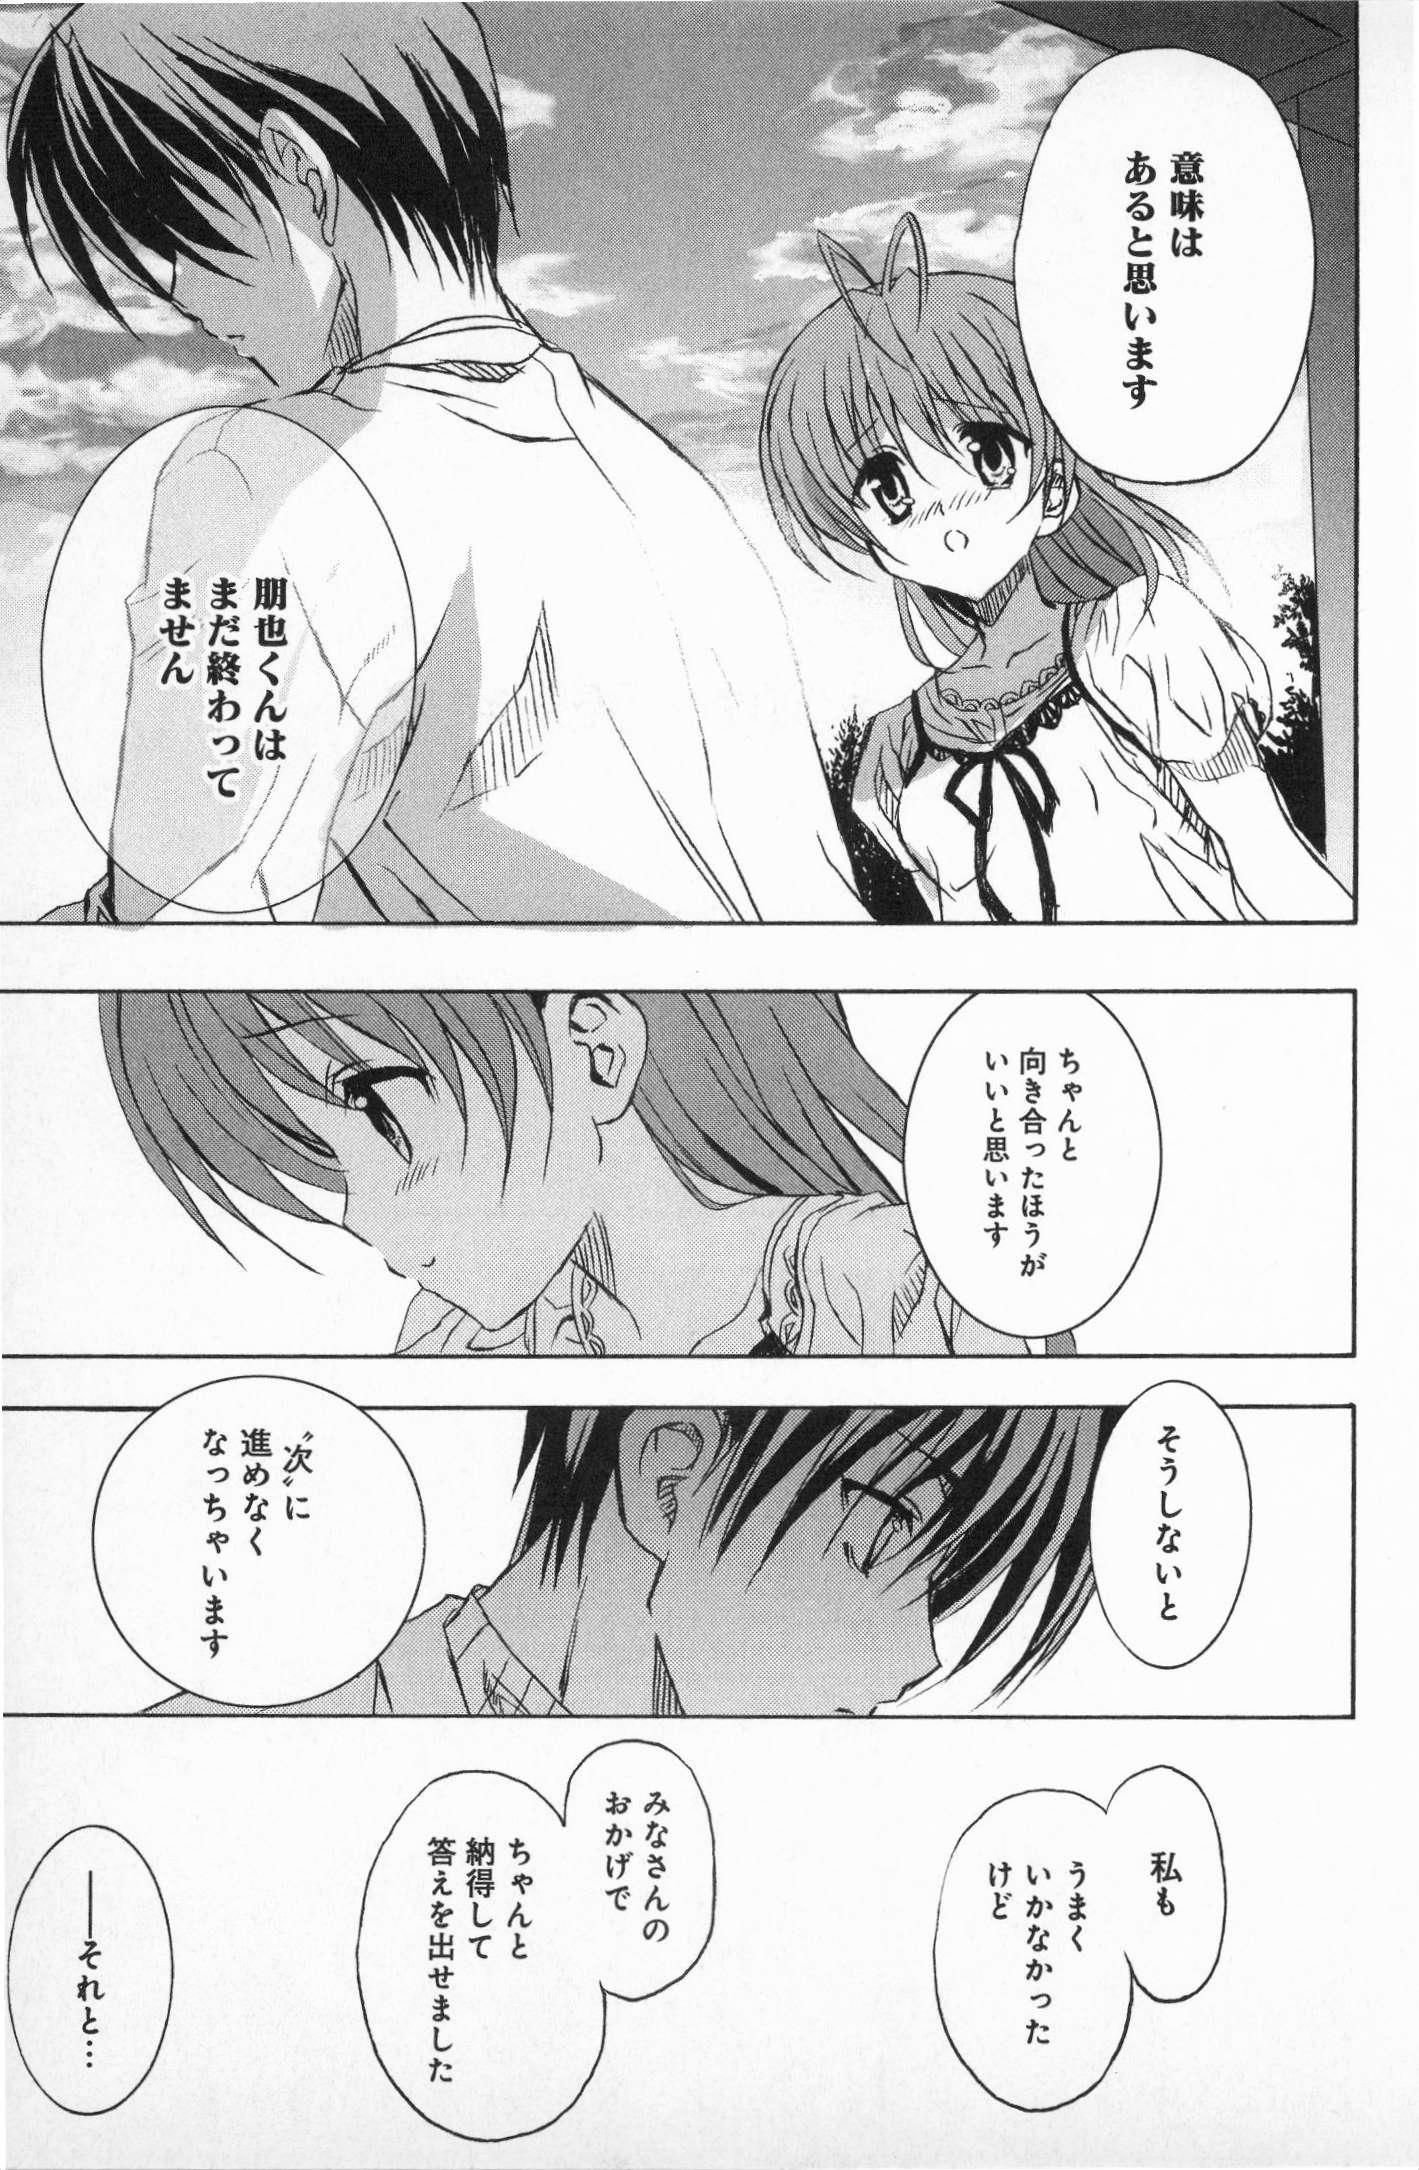 意味は
あると思います
朋也くんは
まだ終わって
ません
ちゃんと
向き合ったほうが
いいと思います
そうしないと
〝次〟に
進めなく
なっちゃいます
私も
うまく
いかなかった
けど
みなさんの
おかげで
ちゃんと
納得して
答えを出せました
──それと…